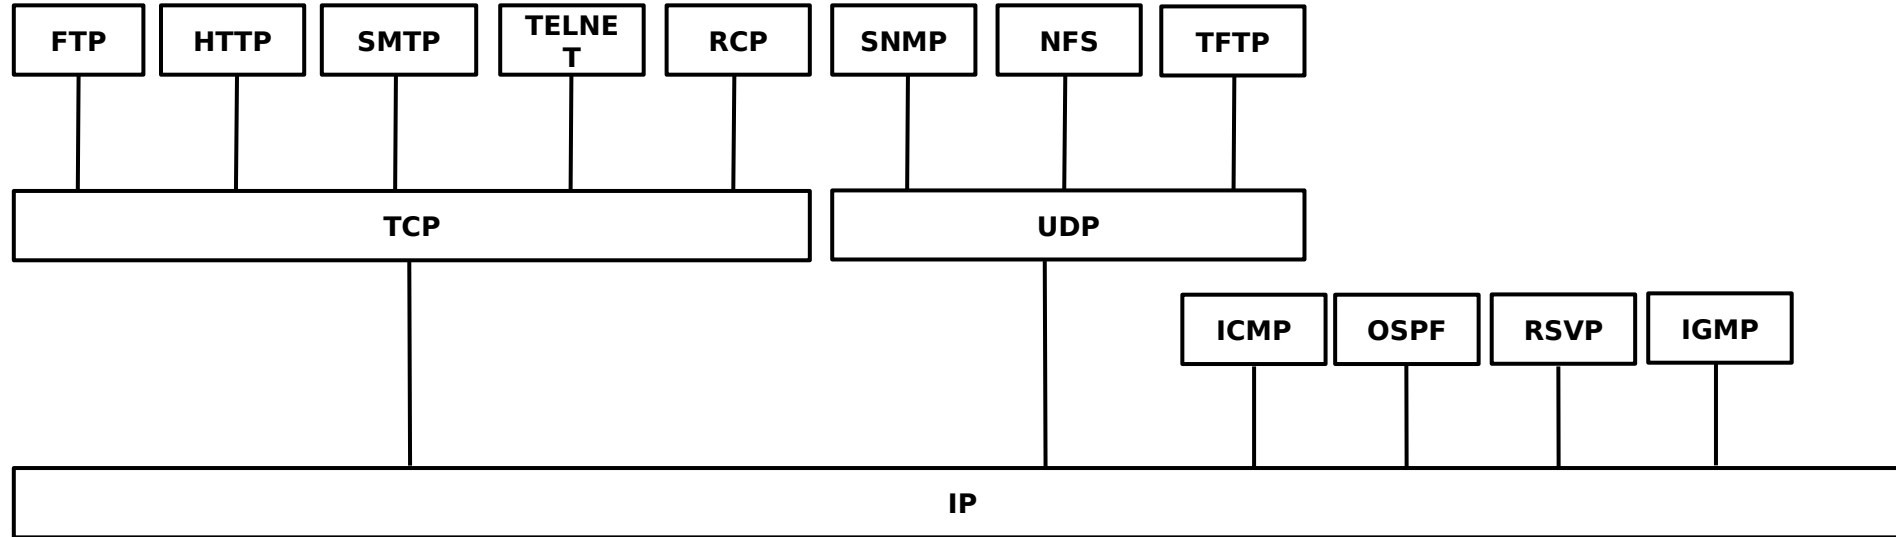 FTP
HTTP
SMTP
TELNE
T
RCP
SNMP
NFS
TFTP
TCP
UDP
ICMP
OSPF
RSVP
IGMP
IP